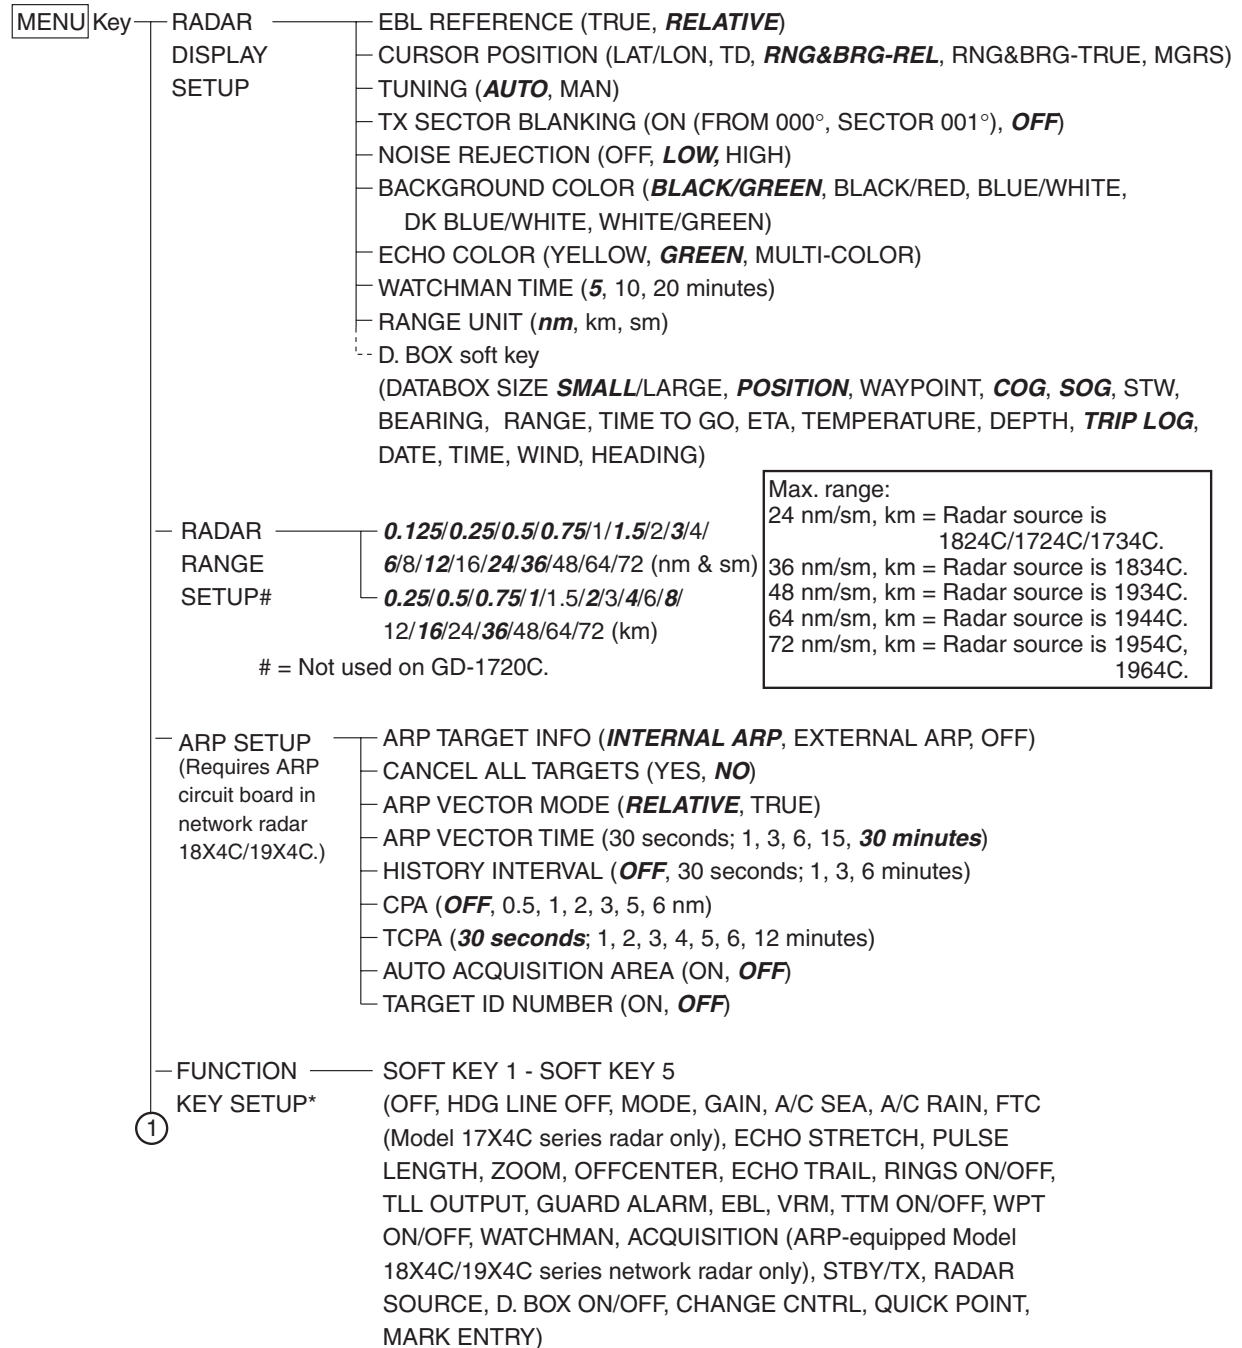 MENU Key
RADAR
DISPLAY
SETUP
EBL REFERENCE (TRUE, RELATIVE)
CURSOR POSITION (LAT/LON, TD, RNG&BRG-REL, RNG&BRG-TRUE, MGRS)
TUNING (AUTO, MAN)
TX SECTOR BLANKING (ON (FROM 000°, SECTOR 001°), OFF)
NOISE REJECTION (OFF, LOW, HIGH)
BACKGROUND COLOR (BLACK/GREEN, BLACK/RED, BLUE/WHITE,
DK BLUE/WHITE, WHITE/GREEN)
ECHO COLOR (YELLOW, GREEN, MULTI-COLOR)
WATCHMAN TIME (5, 10, 20 minutes)
RANGE UNIT (nm, km, sm)
D. BOX soft key
(DATABOX SIZE SMALL/LARGE, POSITION, WAYPOINT, COG, SOG, STW,
BEARING, RANGE, TIME TO GO, ETA, TEMPERATURE, DEPTH, TRIP LOG,
DATE, TIME, WIND, HEADING)
RADAR
RANGE
SETUP#
0.125/0.25/0.5/0.75/1/1.5/2/3/4/
6/8/12/16/24/36/48/64/72 (nm & sm)
0.25/0.5/0.75/1/1.5/2/3/4/6/8/
12/16/24/36/48/64/72 (km)
# = Not used on GD-1720C.
Max. range:
24 nm/sm, km = Radar source is
1824C/1724C/1734C.
36 nm/sm, km = Radar source is 1834C.
48 nm/sm, km = Radar source is 1934C.
64 nm/sm, km = Radar source is 1944C.
72 nm/sm, km = Radar source is 1954C,
1964C.
ARP SETUP
(Requires ARP
circuit board in
network radar
18X4C/19X4C.)
ARP TARGET INFO (INTERNAL ARP, EXTERNAL ARP, OFF)
CANCEL ALL TARGETS (YES, NO)
ARP VECTOR MODE (RELATIVE, TRUE)
ARP VECTOR TIME (30 seconds; 1, 3, 6, 15, 30 minutes)
HISTORY INTERVAL (OFF, 30 seconds; 1, 3, 6 minutes)
CPA (OFF, 0.5, 1, 2, 3, 5, 6 nm)
TCPA (30 seconds; 1, 2, 3, 4, 5, 6, 12 minutes)
AUTO ACQUISITION AREA (ON, OFF)
TARGET ID NUMBER (ON, OFF)
FUNCTION
KEY SETUP*
SOFT KEY 1 - SOFT KEY 5
(OFF, HDG LINE OFF, MODE, GAIN, A/C SEA, A/C RAIN, FTC
(Model 17X4C series radar only), ECHO STRETCH, PULSE
LENGTH, ZOOM, OFFCENTER, ECHO TRAIL, RINGS ON/OFF,
TLL OUTPUT, GUARD ALARM, EBL, VRM, TTM ON/OFF, WPT
ON/OFF, WATCHMAN, ACQUISITION (ARP-equipped Model
18X4C/19X4C series network radar only), STBY/TX, RADAR
SOURCE, D. BOX ON/OFF, CHANGE CNTRL, QUICK POINT,
MARK ENTRY)
1